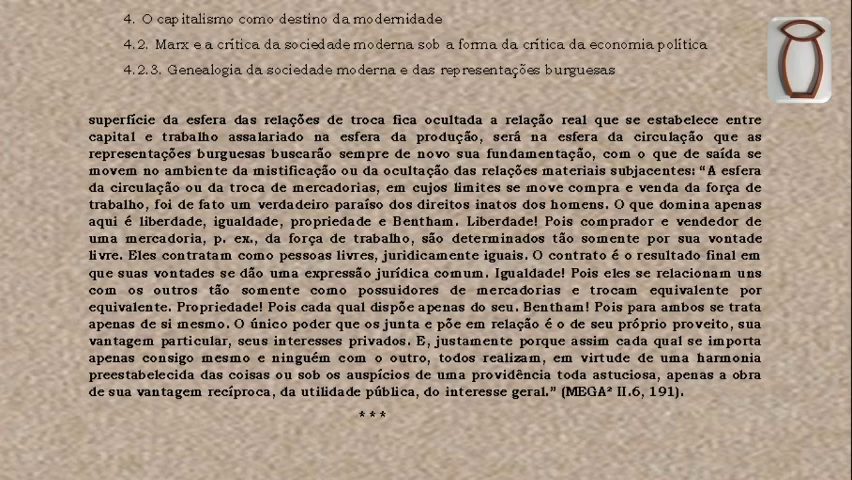 4. O capitalismo como destino da modernidade
4.2. Marx e a crítica da sociedade moderna sob a forma da crítica da economia política
4.2.3. Genealogia da sociedade moderna e das representações burguesas
superfície da esfera das relações de troca fica ocultada a relação real que se estabelece entre
capital e trabalho assalariado na esfera da produção, será na esfera da circulação que as
representações burguesas buscarão sempre de novo sua fundamentação, com o que de saída se
movem no ambiente da mistificação ou da ocultação das relações materiais subjacentes: “A esfera
da circulação ou da troca de mercadorias, em cujos limites se move compra e venda da força de
trabalho, foi de fato um verdadeiro paraíso dos direitos inatos dos homens. O que domina apenas
aqui é liberdade, igualdade, propriedade e Bentham. Liberdade! Pois comprador e vendedor de
uma mercadoria, p. ex., da força de trabalho, são determinados tão somente por sua vontade
livre. Eles contratam como pessoas livres, juridicamente iguais. O contrato é o resultado final em
que suas vontades se dão uma expressão jurídica comum. Igualdade! Pois eles se relacionam uns
com os outros tão somente como possuidores de mercadorias e trocam equivalente por
equivalente. Propriedade! Pois cada qual dispõe apenas do seu. Bentham! Pois para ambos se trata
apenas de si mesmo. O único poder que os junta e põe em relação é o de seu próprio proveito, sua
vantagem particular, seus interesses privados. E, justamente porque assim cada qual se importa
apenas consigo mesmo e ninguém com o outro, todos realizam, em virtude de uma harmonia
preestabelecida das coisas ou sob os auspícios de uma providência toda astuciosa, apenas a obra
de sua vantagem recíproca, da utilidade pública, do interesse geral.” (MEGA² II.6, 191).
* * *